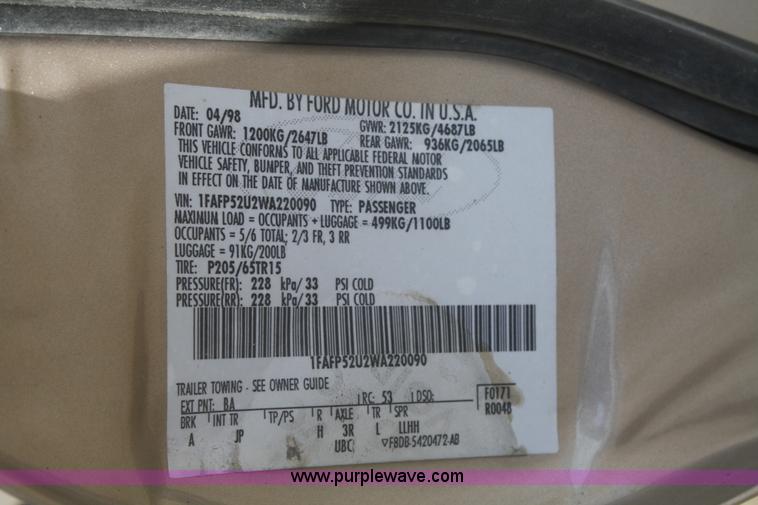 MFD. BY FORD MOTOR CO. IN U.S.A.
DATE: 04/98 GVWR: 2125KG/4687LB
FRONT GAWR: 1200KG/2647LB REAR GAWR: 936KG/2065LB
THIS VEHICLE CONFORMS TO ALL APPLICABLE FEDERAL MOTOR
VEHICLE SAFETY, BUMPER, AND THEFT PREVENTION STANDARDS
IN EFFECT ON THE DATE OF MANUFACTURE SHOWN ABOVE.
VIN: 1FAFP52U2WA220090 TYPE: PASSENGER
MAXIMUM LOAD = OCCUPANTS + LUGGAGE = 499KG/1100LB
OCCUPANTS = 5/6 TOTAL; 2/3 FR, 3 RR
LUGGAGE = 91KG/200LB
TIRE: P205/65TR15
PRESSURE(FR): 228 kPa/ 33 PSI COLD
PRESSURE(RR): 228 kPa/ 33 PSI COLD
1FAFP52U2WA220090
TRAILER TOWING - SEE OWNER GUIDE
EXT PNT: BA RC: 53 DSO: F0171
BRK INT TR TP/PS R AXLE TR SPR R0048
A JP H 3R L LLHH
UBC ▽F8DB-5420472-AB
www.purplewave.com